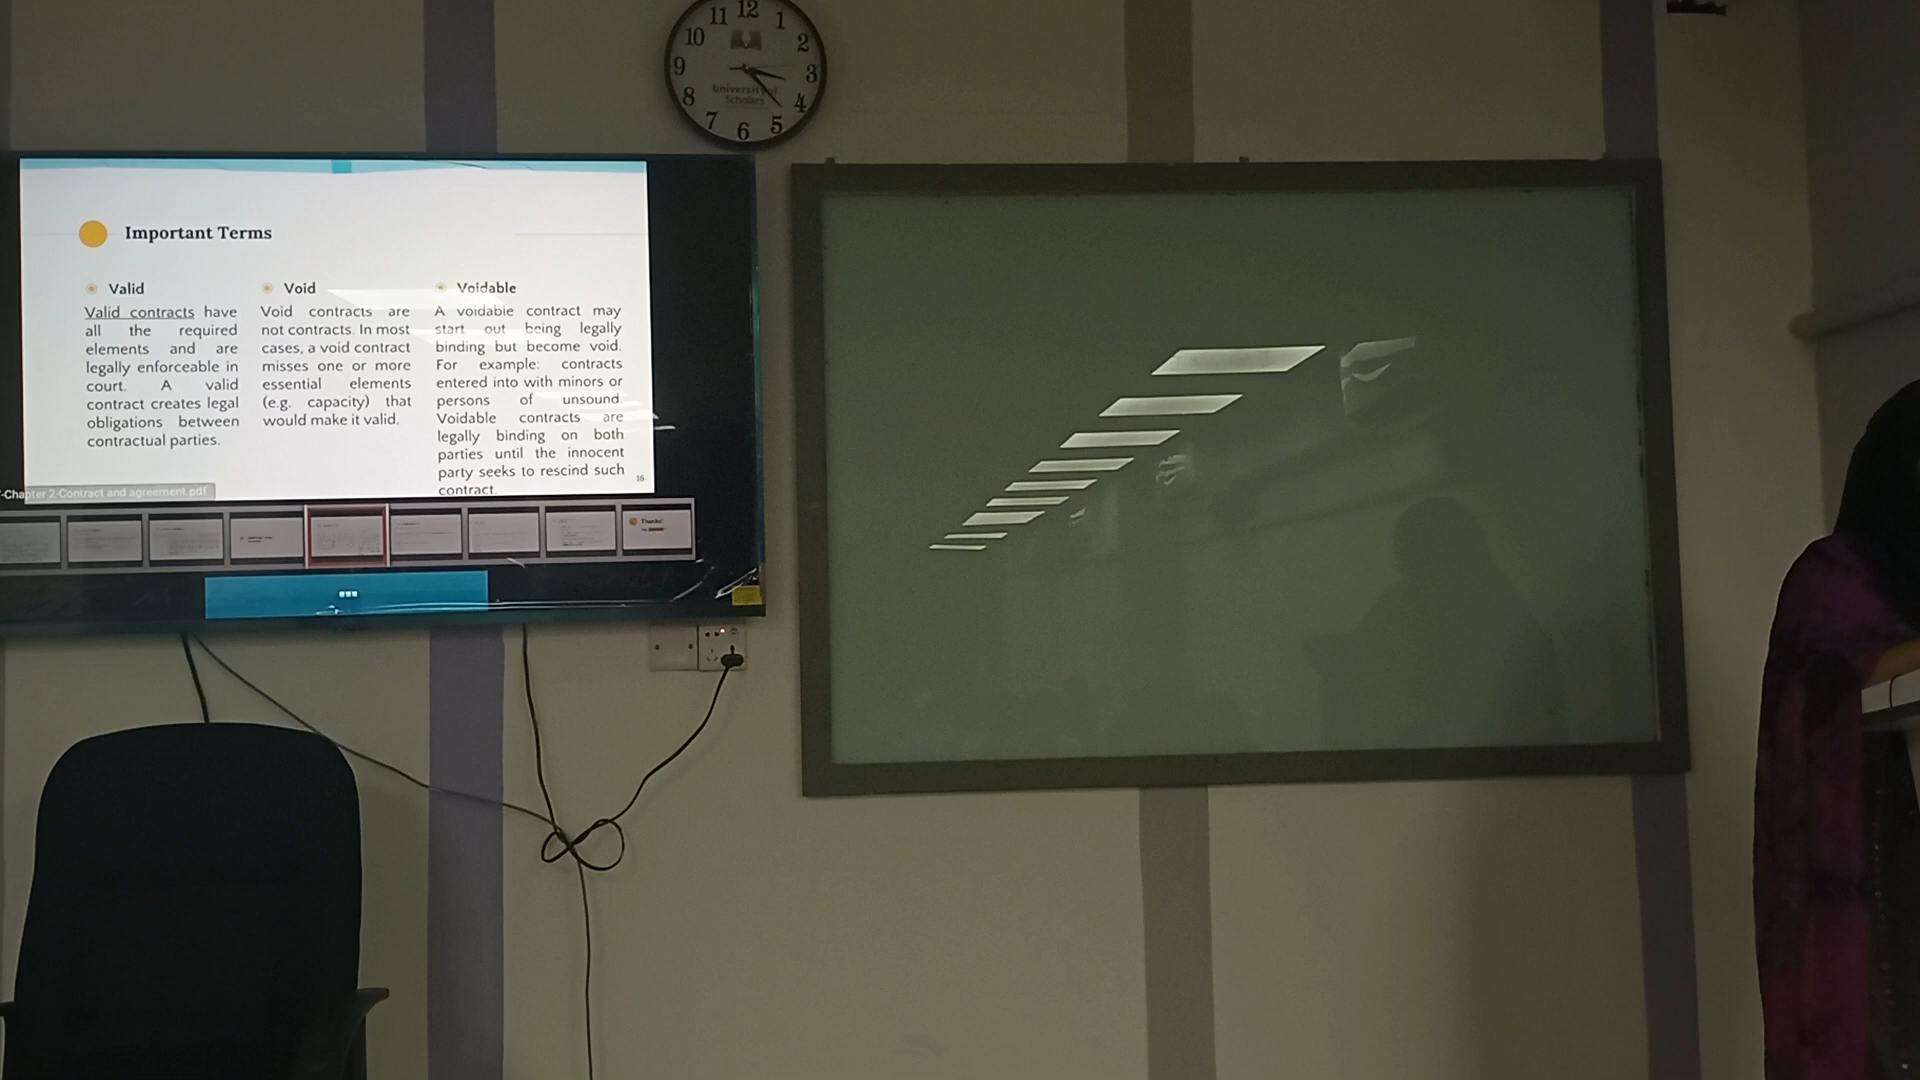 11 12 1
10 2
9 3
8 4
7 6 5
University of
Scholars
Important Terms
Valid
Valid contracts have
all the required
elements and are
legally enforceable in
court. A valid
contract creates legal
obligations between
contractual parties.
Void
Void contracts are
not contracts. In most
cases, a void contract
misses one or more
essential elements
(e.g. capacity) that
would make it valid.
Voidable
A voidable contract may
start out being legally
binding but become void.
For example: contracts
entered into with minors or
persons of unsound.
Voidable contracts are
legally binding on both
parties until the innocent
party seeks to rescind such
contract.
16
-Chapter 2-Contract and agreement.pdf
Thanks!